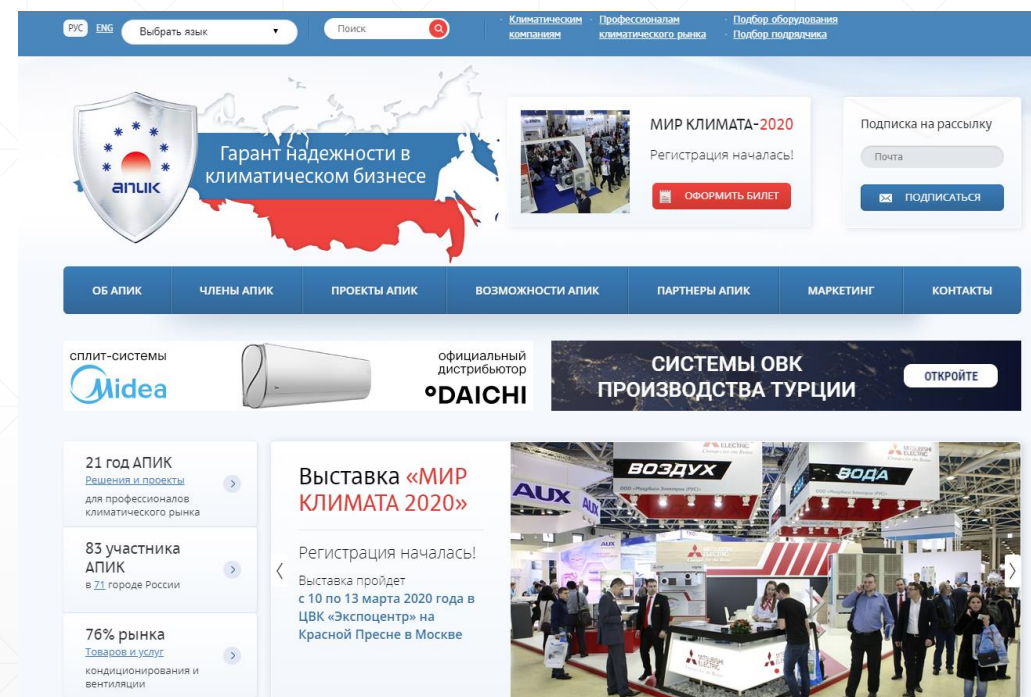 РУС ENG Выбрать язык
Поиск
Климатическим
компаниям
Профессионалам
климатического рынка
Подбор оборудования
Подбор подрядчика
апик
Гарант надежности в
климатическом бизнесе
МИР КЛИМАТА-2020
Регистрация началась!
ОФОРМИТЬ БИЛЕТ
Подписка на рассылку
Почта
ПОДПИСАТЬСЯ
ОБ АПИК ЧЛЕНЫ АПИК ПРОЕКТЫ АПИК ВОЗМОЖНОСТИ АПИК ПАРТНЕРЫ АПИК МАРКЕТИНГ КОНТАКТЫ
сплит-системы
Midea
официальный
дистрибьютор
DAICHI
СИСТЕМЫ ОВК
ПРОИЗВОДСТВА ТУРЦИИ
ОТКРОЙТЕ
21 год АПИК
Решения и проекты
для профессионалов
климатического рынка
83 участника
АПИК
в 71 городе России
76% рынка
Товаров и услуг
кондиционирования и
вентиляции
Выставка «МИР
КЛИМАТА 2020»
Регистрация началась!
Выставка пройдет
с 10 по 13 марта 2020 года в
ЦВК «Экспоцентр» на
Красной Пресне в Москве
AUX
AUX
ВОЗДУХ
ВОДА
MITSUBISHI
ELECTRIC